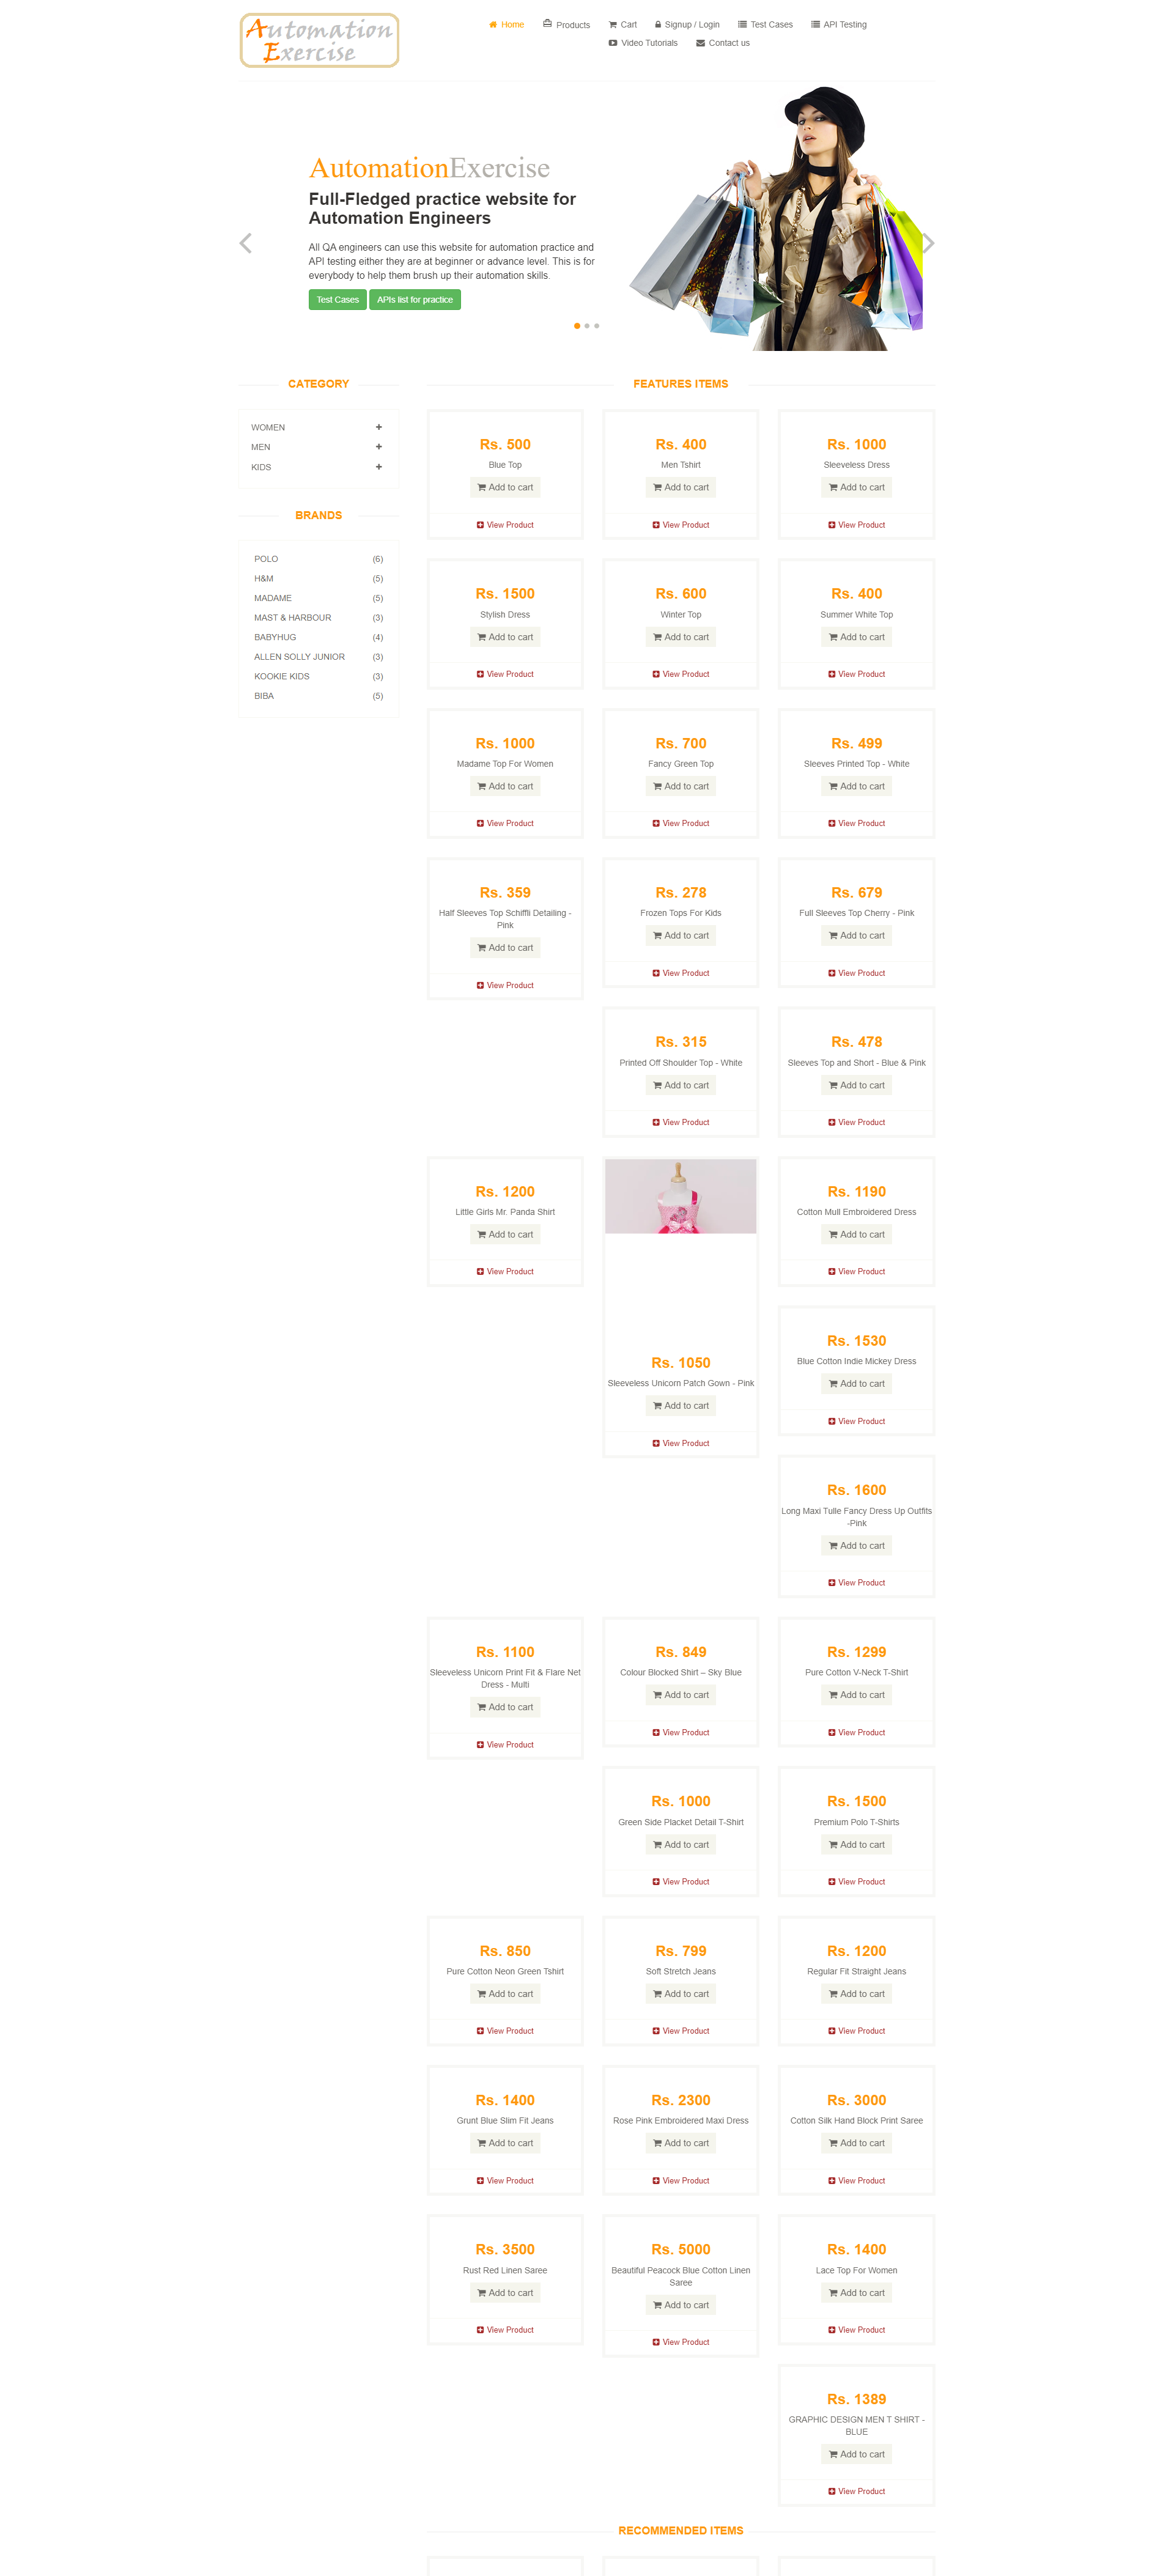 Automation
Exercise
Home
Products
Cart
Signup / Login
Test Cases
API Testing
Video Tutorials
Contact us
AutomationExercise
Full-Fledged practice website for
Automation Engineers
All QA engineers can use this website for automation practice and
API testing either they are at beginner or advance level. This is for
everybody to help them brush up their automation skills.
Test Cases
APIs list for practice
CATEGORY
WOMEN
MEN
KIDS
BRANDS
POLO (6)
H&M (5)
MADAME (5)
MAST & HARBOUR (3)
BABYHUG (4)
ALLEN SOLLY JUNIOR (3)
KOOKIE KIDS (3)
BIBA (5)
FEATURES ITEMS
Rs. 500
Blue Top
Add to cart
View Product
Rs. 400
Men Tshirt
Add to cart
View Product
Rs. 1000
Sleeveless Dress
Add to cart
View Product
Rs. 1500
Stylish Dress
Add to cart
View Product
Rs. 600
Winter Top
Add to cart
View Product
Rs. 400
Summer White Top
Add to cart
View Product
Rs. 1000
Madame Top For Women
Add to cart
View Product
Rs. 700
Fancy Green Top
Add to cart
View Product
Rs. 499
Sleeves Printed Top - White
Add to cart
View Product
Rs. 359
Half Sleeves Top Schiffli Detailing -
Pink
Add to cart
View Product
Rs. 278
Frozen Tops For Kids
Add to cart
View Product
Rs. 679
Full Sleeves Top Cherry - Pink
Add to cart
View Product
Rs. 315
Printed Off Shoulder Top - White
Add to cart
View Product
Rs. 478
Sleeves Top and Short - Blue & Pink
Add to cart
View Product
Rs. 1200
Little Girls Mr. Panda Shirt
Add to cart
View Product
Rs. 1050
Sleeveless Unicorn Patch Gown - Pink
Add to cart
View Product
Rs. 1190
Cotton Mull Embroidered Dress
Add to cart
View Product
Rs. 1530
Blue Cotton Indie Mickey Dress
Add to cart
View Product
Rs. 1600
Long Maxi Tulle Fancy Dress Up Outfits
-Pink
Add to cart
View Product
Rs. 1100
Sleeveless Unicorn Print Fit & Flare Net
Dress - Multi
Add to cart
View Product
Rs. 849
Colour Blocked Shirt – Sky Blue
Add to cart
View Product
Rs. 1299
Pure Cotton V-Neck T-Shirt
Add to cart
View Product
Rs. 1000
Green Side Placket Detail T-Shirt
Add to cart
View Product
Rs. 1500
Premium Polo T-Shirts
Add to cart
View Product
Rs. 850
Pure Cotton Neon Green Tshirt
Add to cart
View Product
Rs. 799
Soft Stretch Jeans
Add to cart
View Product
Rs. 1200
Regular Fit Straight Jeans
Add to cart
View Product
Rs. 1400
Grunt Blue Slim Fit Jeans
Add to cart
View Product
Rs. 2300
Rose Pink Embroidered Maxi Dress
Add to cart
View Product
Rs. 3000
Cotton Silk Hand Block Print Saree
Add to cart
View Product
Rs. 3500
Rust Red Linen Saree
Add to cart
View Product
Rs. 5000
Beautiful Peacock Blue Cotton Linen
Saree
Add to cart
View Product
Rs. 1400
Lace Top For Women
Add to cart
View Product
Rs. 1389
GRAPHIC DESIGN MEN T SHIRT -
BLUE
Add to cart
View Product
RECOMMENDED ITEMS